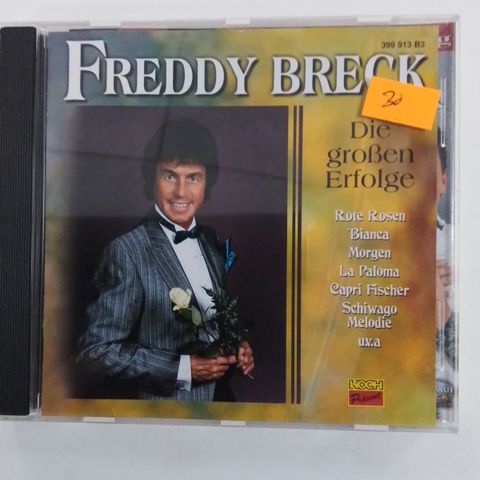 399 913 B3
FREDDY BRECK
30
Die
großen
Erfolge
Rote Rosen
Bianca
Morgen
La Paloma
Capri Fischer
Schiwago
Melodie
u.v.a
KOCH
Präsent